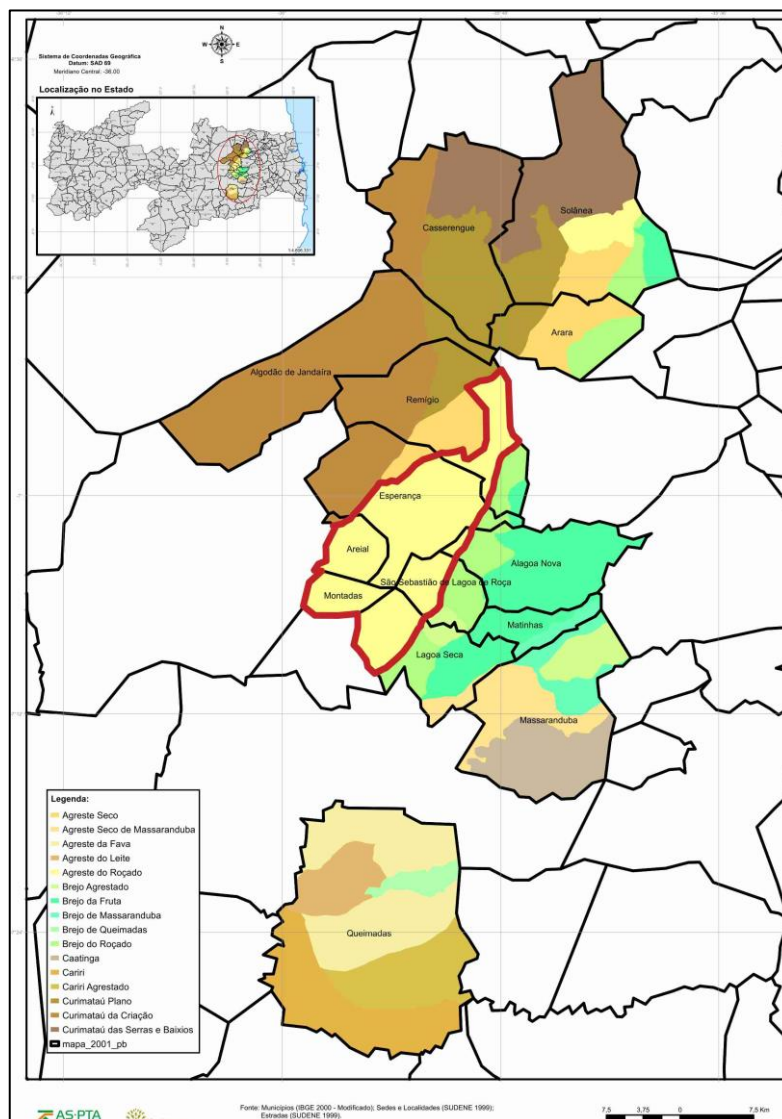 N
W E
S
Sistema de Coordenadas Geográfica
Datum: SAD 69
Meridiano Central: -36.00
Localização no Estado
Solânea
Casserengue
Arara
Algodão de Jandaíra
Remígio
Esperança
Areial
Alagoa Nova
São Sebastião de Lagoa de Roça
Montadas
Matinhas
Lagoa Seca
Massaranduba
Queimadas
Legenda:
Agreste Seco
Agreste Seco de Massaranduba
Agreste da Fava
Agreste do Leite
Agreste do Roçado
Brejo Agrestado
Brejo da Fruta
Brejo de Massaranduba
Brejo de Queimadas
Brejo do Roçado
Caatinga
Cariri
Cariri Agrestado
Curimataú Plano
Curimataú da Criação
Curimataú das Serras e Baixios
mapa_2001_pb
AS-PTA
Fonte: Municípios (IBGE 2000 - Modificado); Sedes e Localidades (SUDENE 1999);
Estradas (SUDENE 1999).
7,5 3,75 7,5 Km